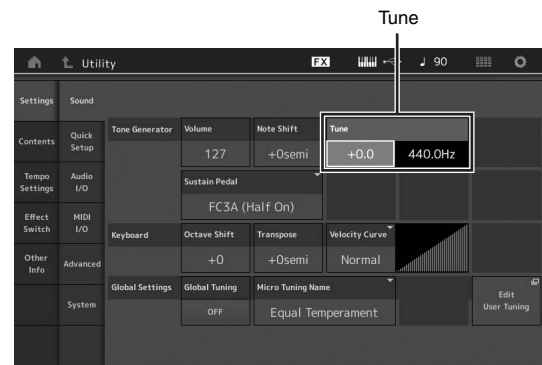 Tune
Utility FX ♩ 90
Settings Sound
Tone Generator Volume Note Shift Tune
127 +0semi +0.0 440.0Hz
Contents Quick Setup
Sustain Pedal
FC3A (Half On)
Tempo Settings Audio I/O
Effect Switch MIDI I/O
Keyboard Octave Shift Transpose Velocity Curve
+0 +0semi Normal
Other Info Advanced
Global Settings Global Tuning Micro Tuning Name
OFF Equal Temperament Edit User Tuning
System